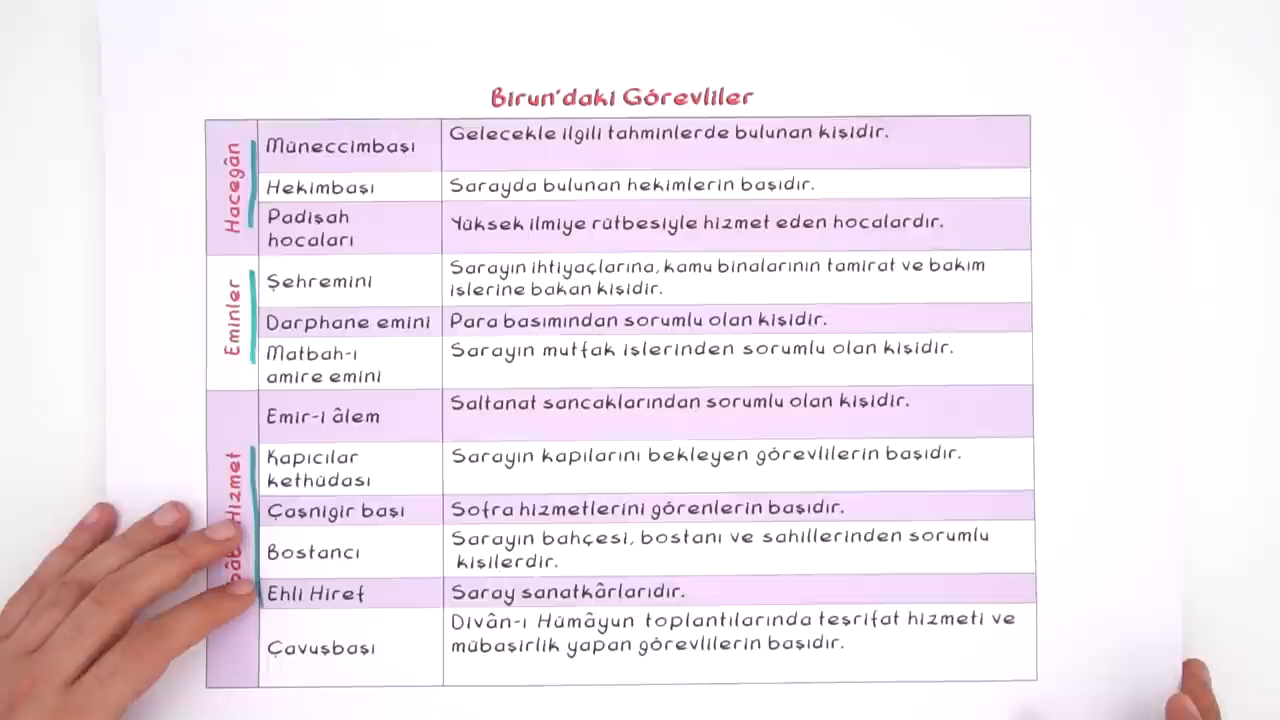 Birun'daki Görevliler
Hacegân
Müneccimbaşı
Gelecekle ilgili tahminlerde bulunan kişidir.
Hekimbaşı
Sarayda bulunan hekimlerin başıdır.
Padişah
hocaları
Yüksek ilmiye rütbesiyle hizmet eden hocalardır.
Eminler
Şehremini
Sarayın ihtiyaçlarına, kamu binalarının tamirat ve bakım
işlerine bakan kişidir.
Darphane emini
Para basımından sorumlu olan kişidir.
Matbah-ı
amire emini
Sarayın mutfak işlerinden sorumlu olan kişidir.
Hizmet
Emir-i âlem
Saltanat sancaklarından sorumlu olan kişidir.
Kapıcılar
kethüdası
Sarayın kapılarını bekleyen görevlilerin başıdır.
Çaşnigir başı
Sofra hizmetlerini görenlerin başıdır.
Bostancı
Sarayın bahçesi, bostanı ve sahillerinden sorumlu
kişilerdir.
Ehli Hiref
Saray sanatkârlarıdır.
Çavuşbaşı
Divân-ı Hümâyun toplantılarında teşrifat hizmeti ve
mübaşirlik yapan görevlilerin başıdır.